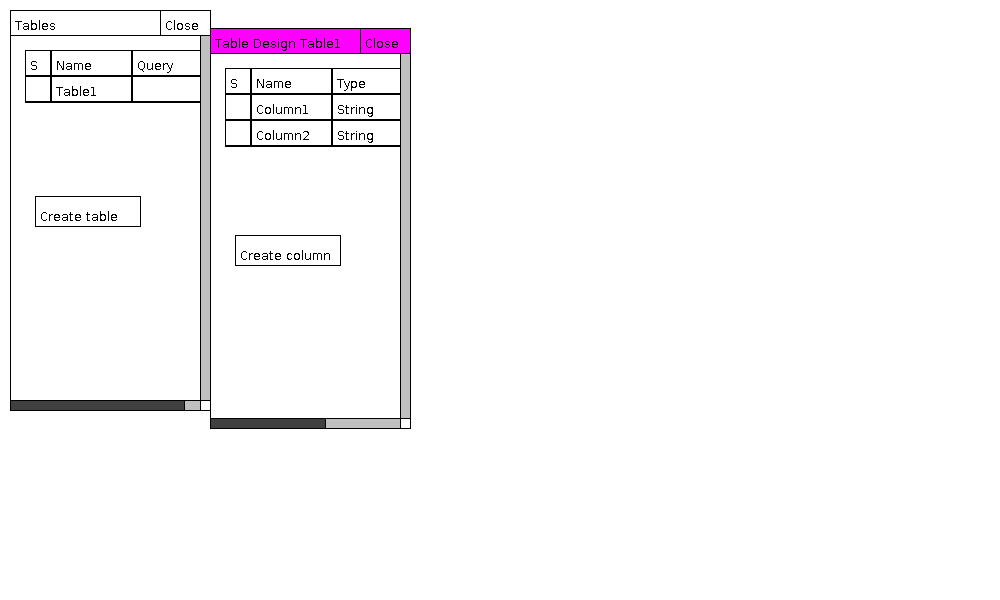 Tables Close
S Name Query
Table1
Create table
Table Design Table1 Close
S Name Type
Column1 String
Column2 String
Create column